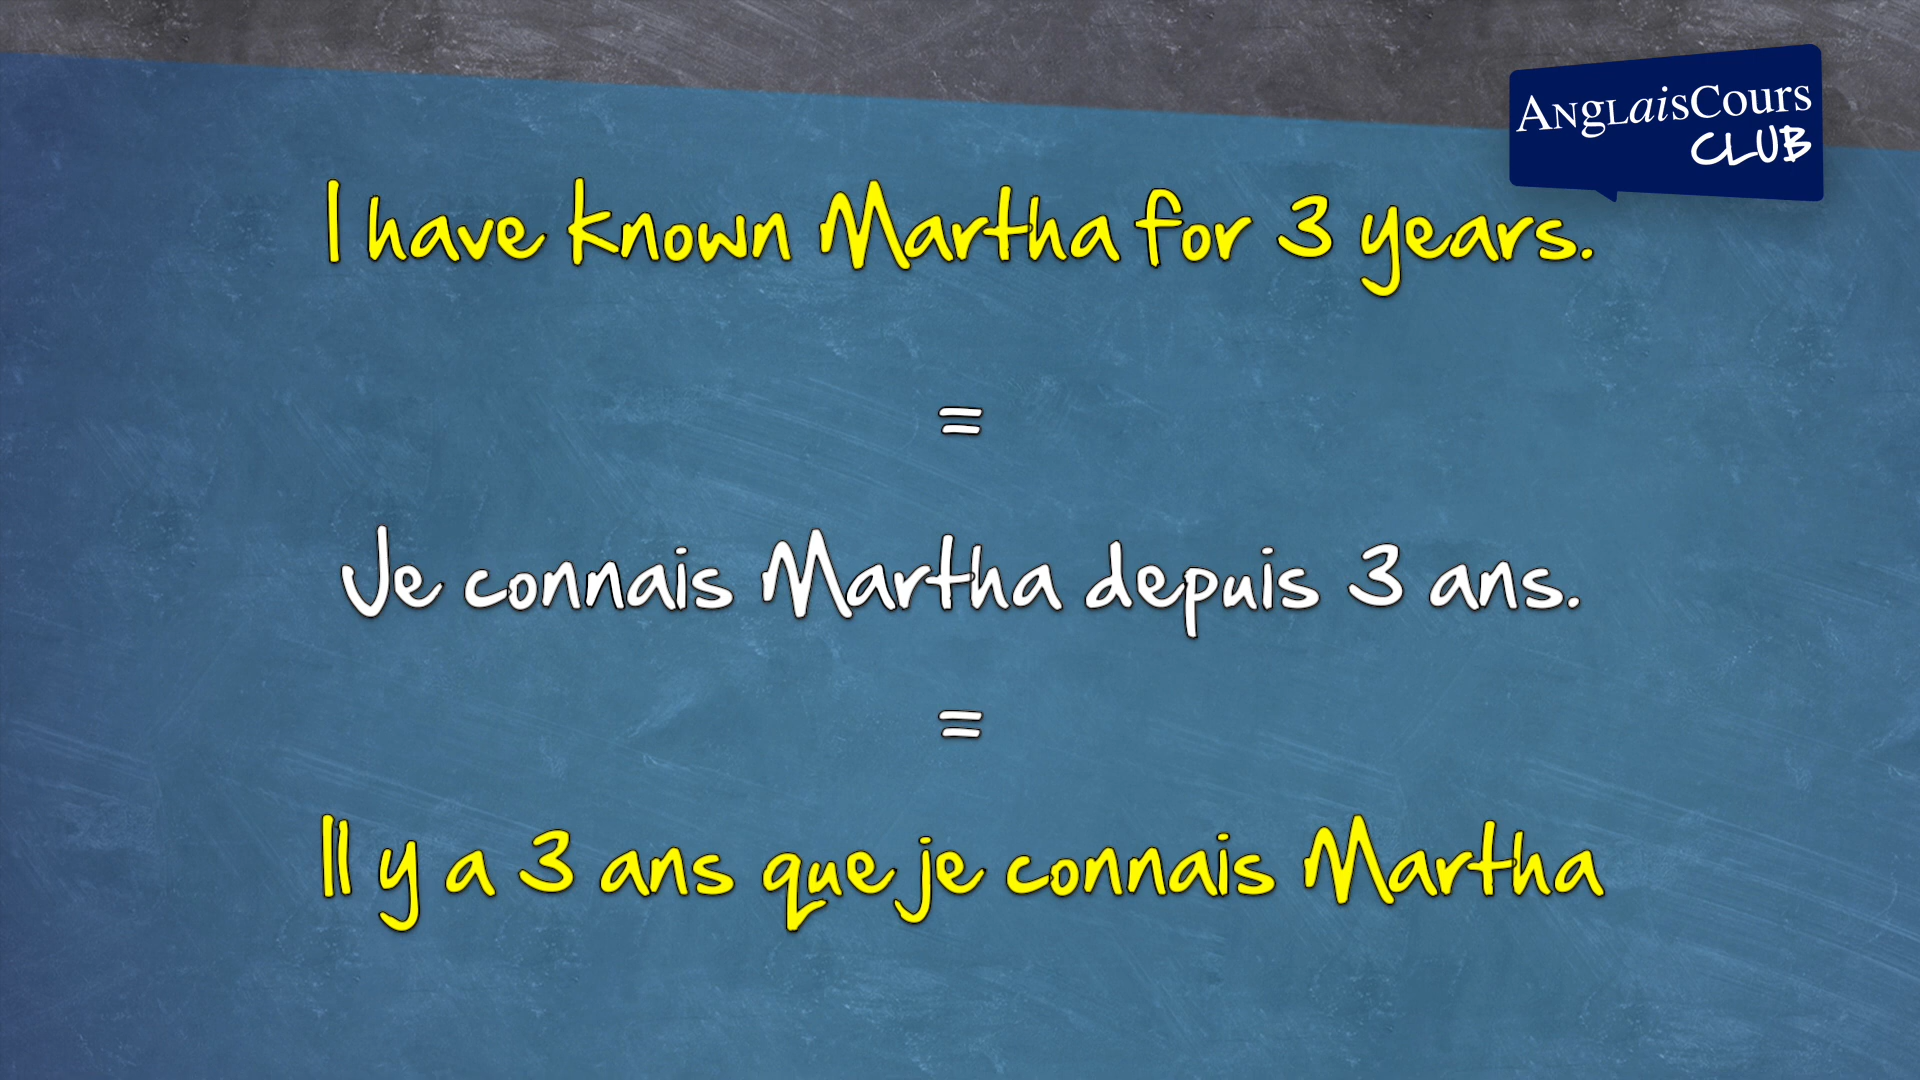 AngLaisCours
CLUB
I have known Martha for 3 years.
=
Je connais Martha depuis 3 ans.
=
Il y a 3 ans que je connais Martha